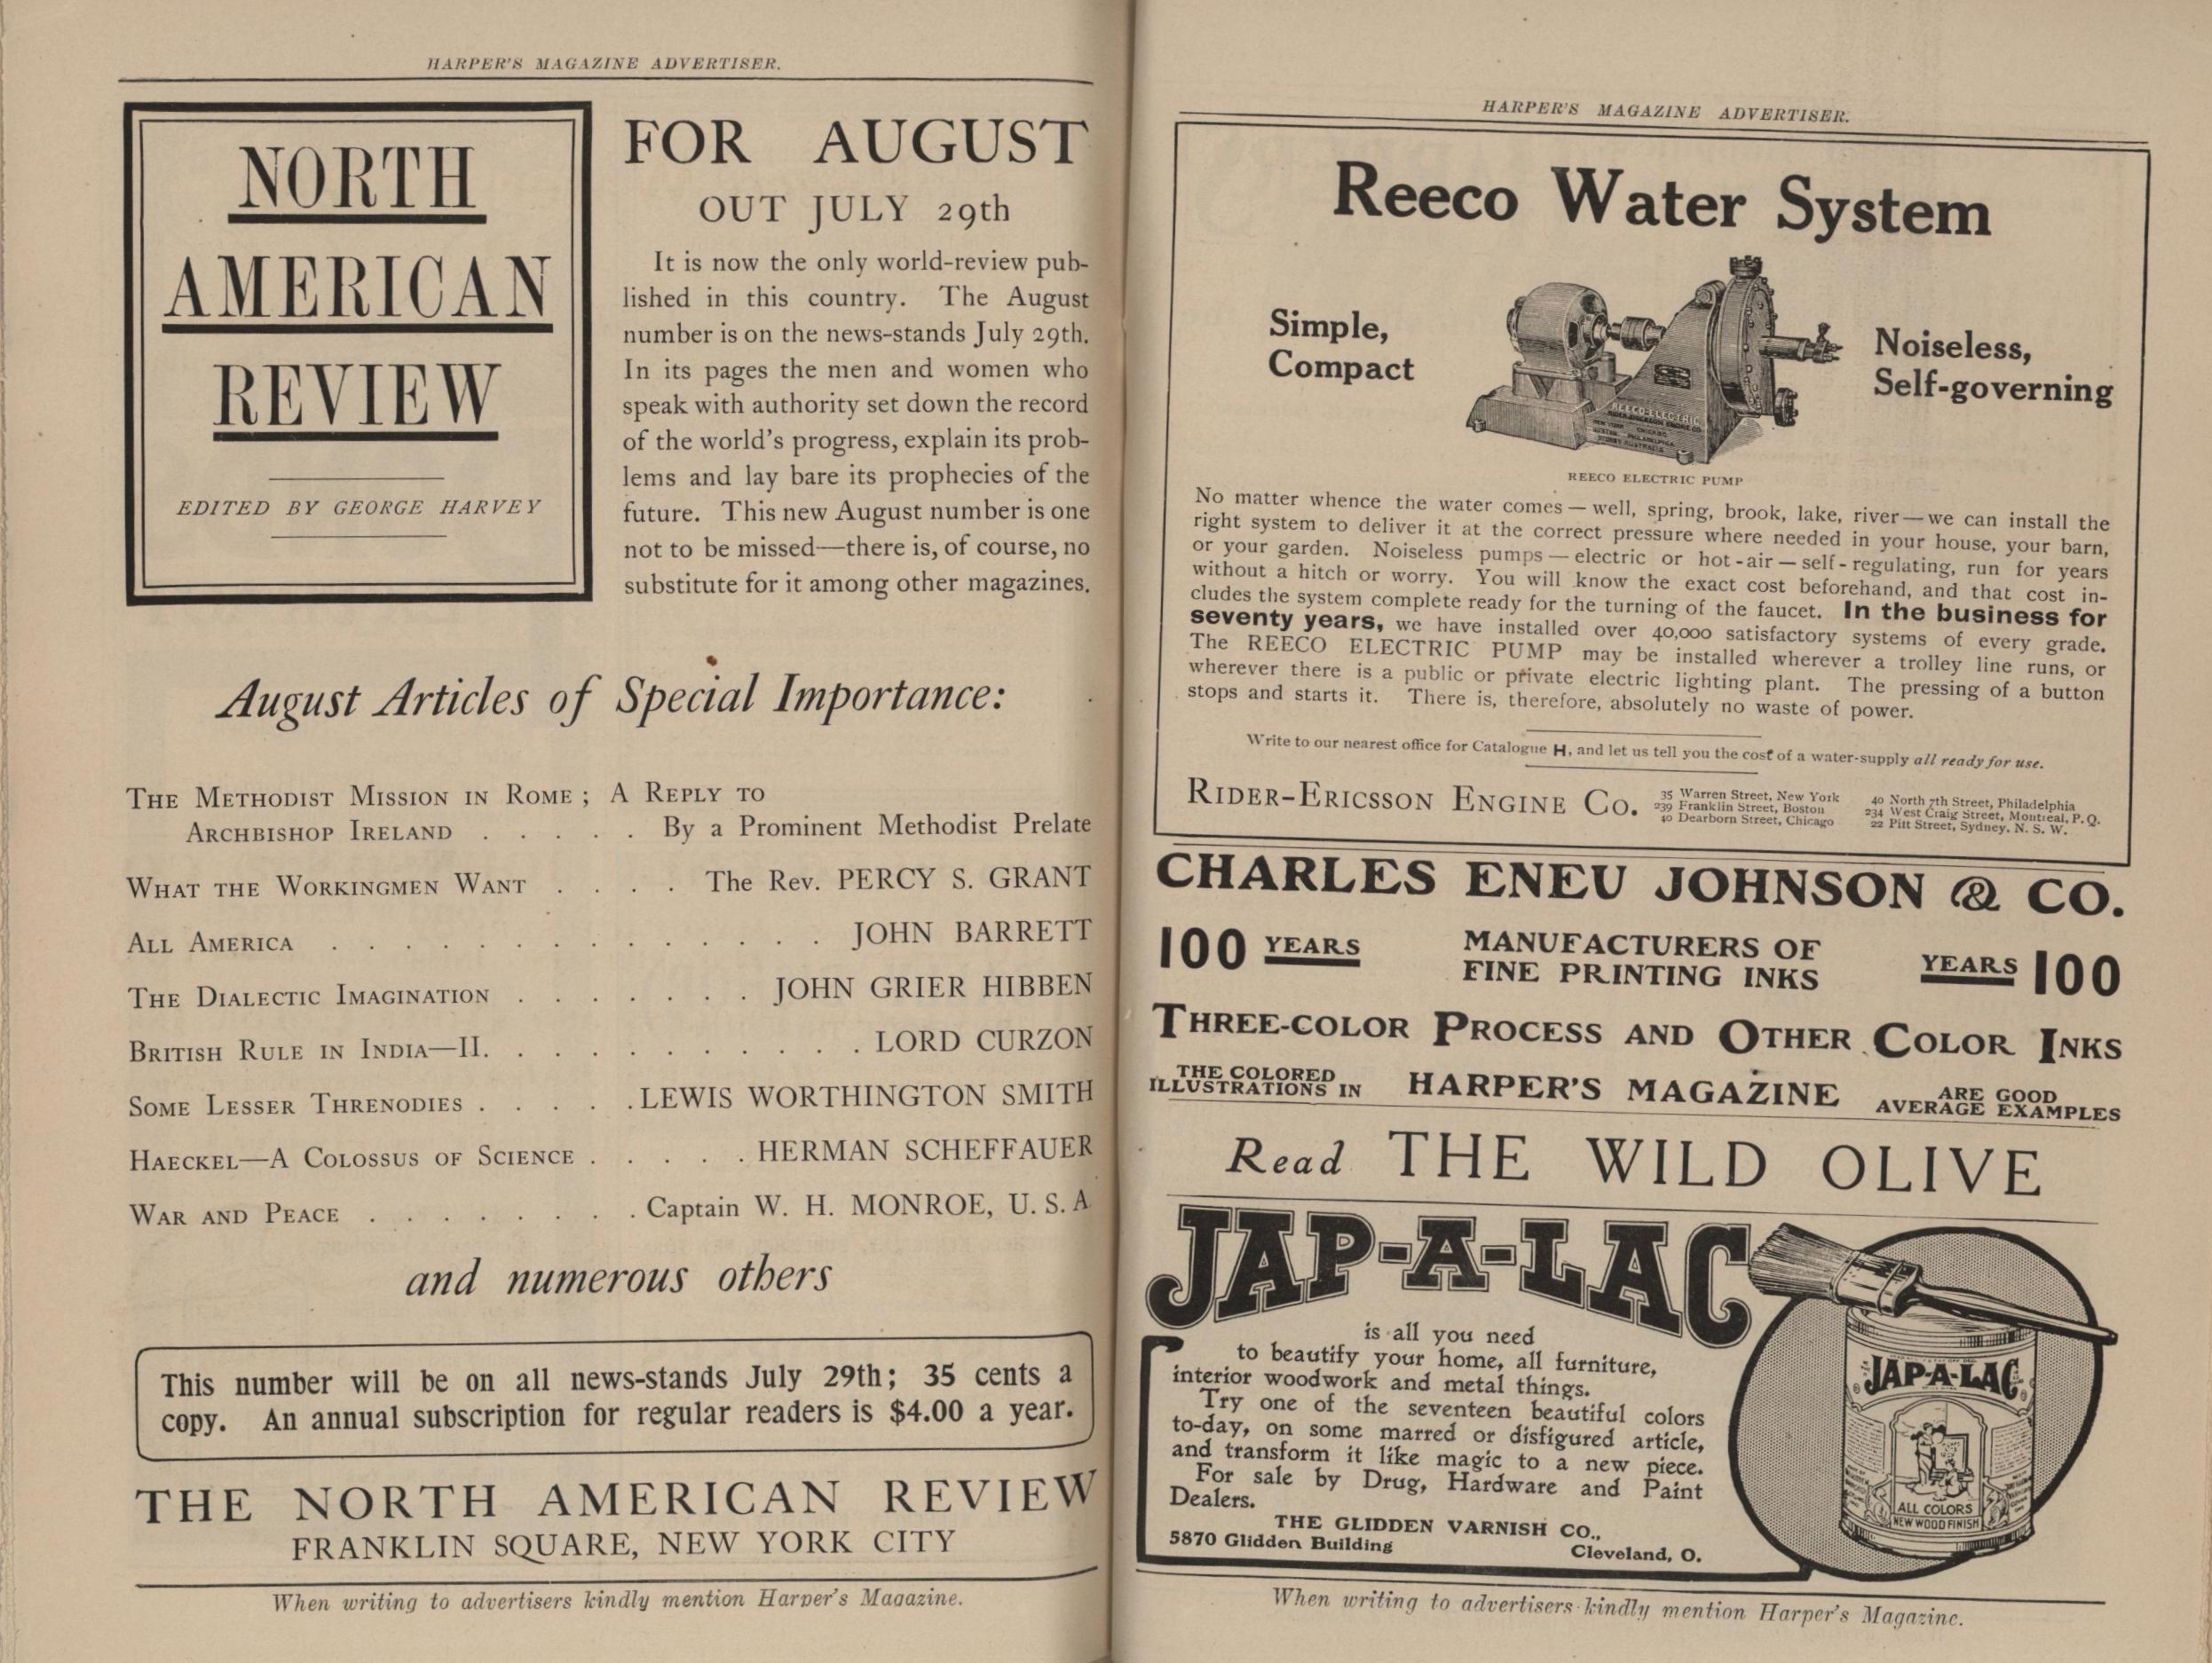 HARPER'S MAGAZINE ADVERTISER.
NORTH
AMERICAN
REVIEW
EDITED BY GEORGE HARVEY
FOR AUGUST
OUT JULY 29th
It is now the only world-review pub-
lished in this country. The August
number is on the news-stands July 29th.
In its pages the men and women who
speak with authority set down the record
of the world's progress, explain its prob-
lems and lay bare its prophecies of the
future. This new August number is one
not to be missed—there is, of course, no
substitute for it among other magazines.
August Articles of Special Importance:
THE METHODIST MISSION IN ROME; A REPLY TO
ARCHBISHOP IRELAND . . . . . By a Prominent Methodist Prelate
WHAT THE WORKINGMEN WANT . . . . The Rev. PERCY S. GRANT
ALL AMERICA . . . . . . . . . . . . . . JOHN BARRETT
THE DIALECTIC IMAGINATION . . . . . . . JOHN GRIER HIBBEN
BRITISH RULE IN INDIA—II. . . . . . . . . . . LORD CURZON
SOME LESSER THRENODIES . . . . . . LEWIS WORTHINGTON SMITH
HAECKEL—A COLOSSUS OF SCIENCE . . . . . HERMAN SCHEFFAUER
WAR AND PEACE . . . . . . . . Captain W. H. MONROE, U. S. A
and numerous others
This number will be on all news-stands July 29th; 35 cents a
copy. An annual subscription for regular readers is $4.00 a year.
THE NORTH AMERICAN REVIEW
FRANKLIN SQUARE, NEW YORK CITY
When writing to advertisers kindly mention Harper's Magazine.
HARPER'S MAGAZINE ADVERTISER.
Reeco Water System
Simple,
Compact
Noiseless,
Self-governing
REECO-ELECTRIC
REECO ELECTRIC PUMP
No matter whence the water comes—well, spring, brook, lake, river—we can install the
right system to deliver it at the correct pressure where needed in your house, your barn,
or your garden. Noiseless pumps—electric or hot-air—self-regulating, run for years
without a hitch or worry. You will know the exact cost beforehand, and that cost in-
cludes the system complete ready for the turning of the faucet. In the business for
seventy years, we have installed over 40,000 satisfactory systems of every grade.
The REECO ELECTRIC PUMP may be installed wherever a trolley line runs, or
wherever there is a public or private electric lighting plant. The pressing of a button
stops and starts it. There is, therefore, absolutely no waste of power.
Write to our nearest office for Catalogue H, and let us tell you the cost of a water-supply all ready for use.
RIDER-ERICSSON ENGINE CO.
35 Warren Street, New York
239 Franklin Street, Boston
40 Dearborn Street, Chicago
40 North 7th Street, Philadelphia
234 West Craig Street, Montreal, P. Q.
22 Pitt Street, Sydney, N. S. W.
CHARLES ENEU JOHNSON & CO.
100 YEARS
MANUFACTURERS OF
FINE PRINTING INKS
YEARS 100
THREE-COLOR PROCESS AND OTHER COLOR INKS
THE COLORED
ILLUSTRATIONS IN
HARPER'S MAGAZINE
ARE GOOD
AVERAGE EXAMPLES
Read THE WILD OLIVE
JAP-A-LAC
is all you need
to beautify your home, all furniture,
interior woodwork and metal things.
Try one of the seventeen beautiful colors
to-day, on some marred or disfigured article,
and transform it like magic to a new piece.
For sale by Drug, Hardware and Paint
Dealers.
THE GLIDDEN VARNISH CO.,
5870 Glidden Building
Cleveland, O.
JAP-A-LAC
ALL COLORS
NEW WOOD FINISH
When writing to advertisers kindly mention Harper's Magazine.